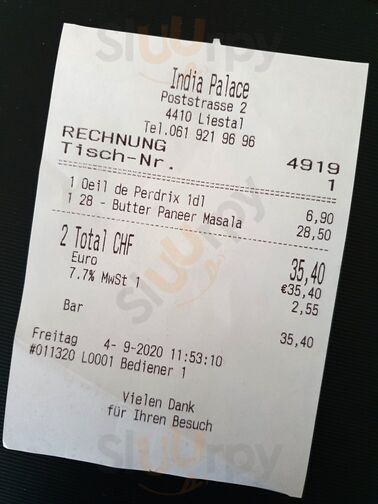 India Palace
Poststrasse 2
4410 Liestal
Tel.061 921 96 96
RECHNUNG 4919
Tisch-Nr. 1
1 Oeil de Perdrix 1dl 6,90
1 28 - Butter Paneer Masala 28,50
2 Total CHF 35,40
Euro €35,40
7.7% MwSt 1 2,55
Bar 35,40
Freitag 4- 9-2020 11:53:10
#011320 L0001 Bediener 1
Vielen Dank
für Ihren Besuch
Sluurpy
Sluurpy
Sluurpy